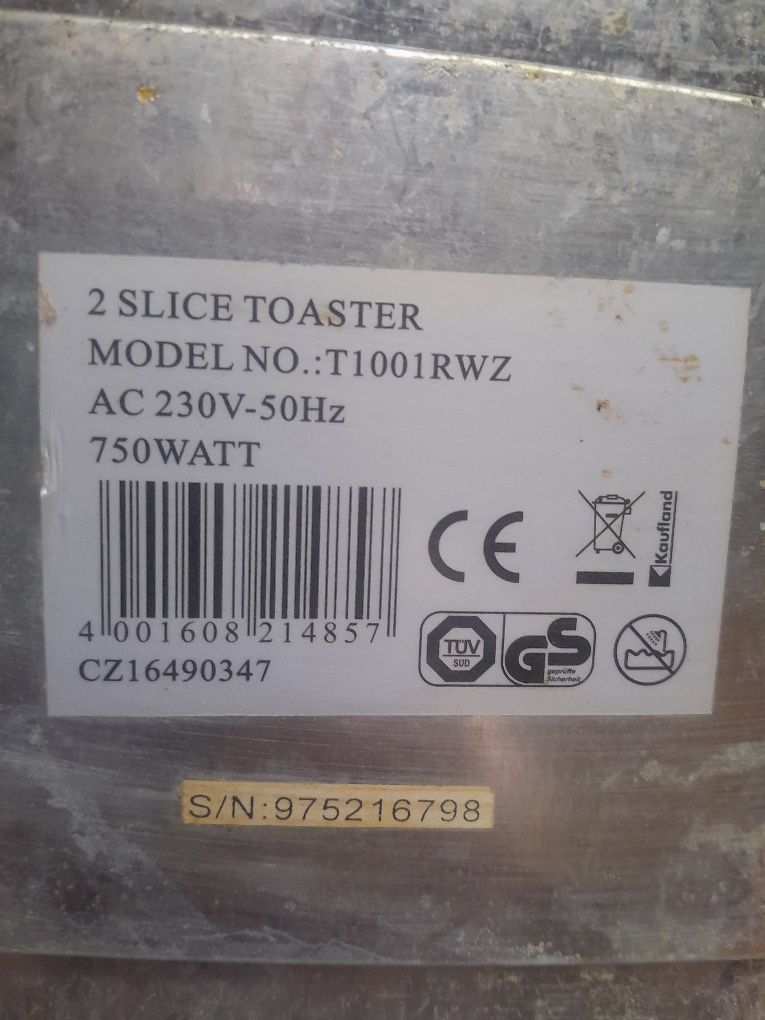 2 SLICE TOASTER
MODEL NO.:T1001RWZ
AC 230V-50Hz
750WATT
4 001608 214857
CZ16490347
CE
Kaufland
TÜV
SUD
GS
geprüfte
Sicherheit
S/N:975216798